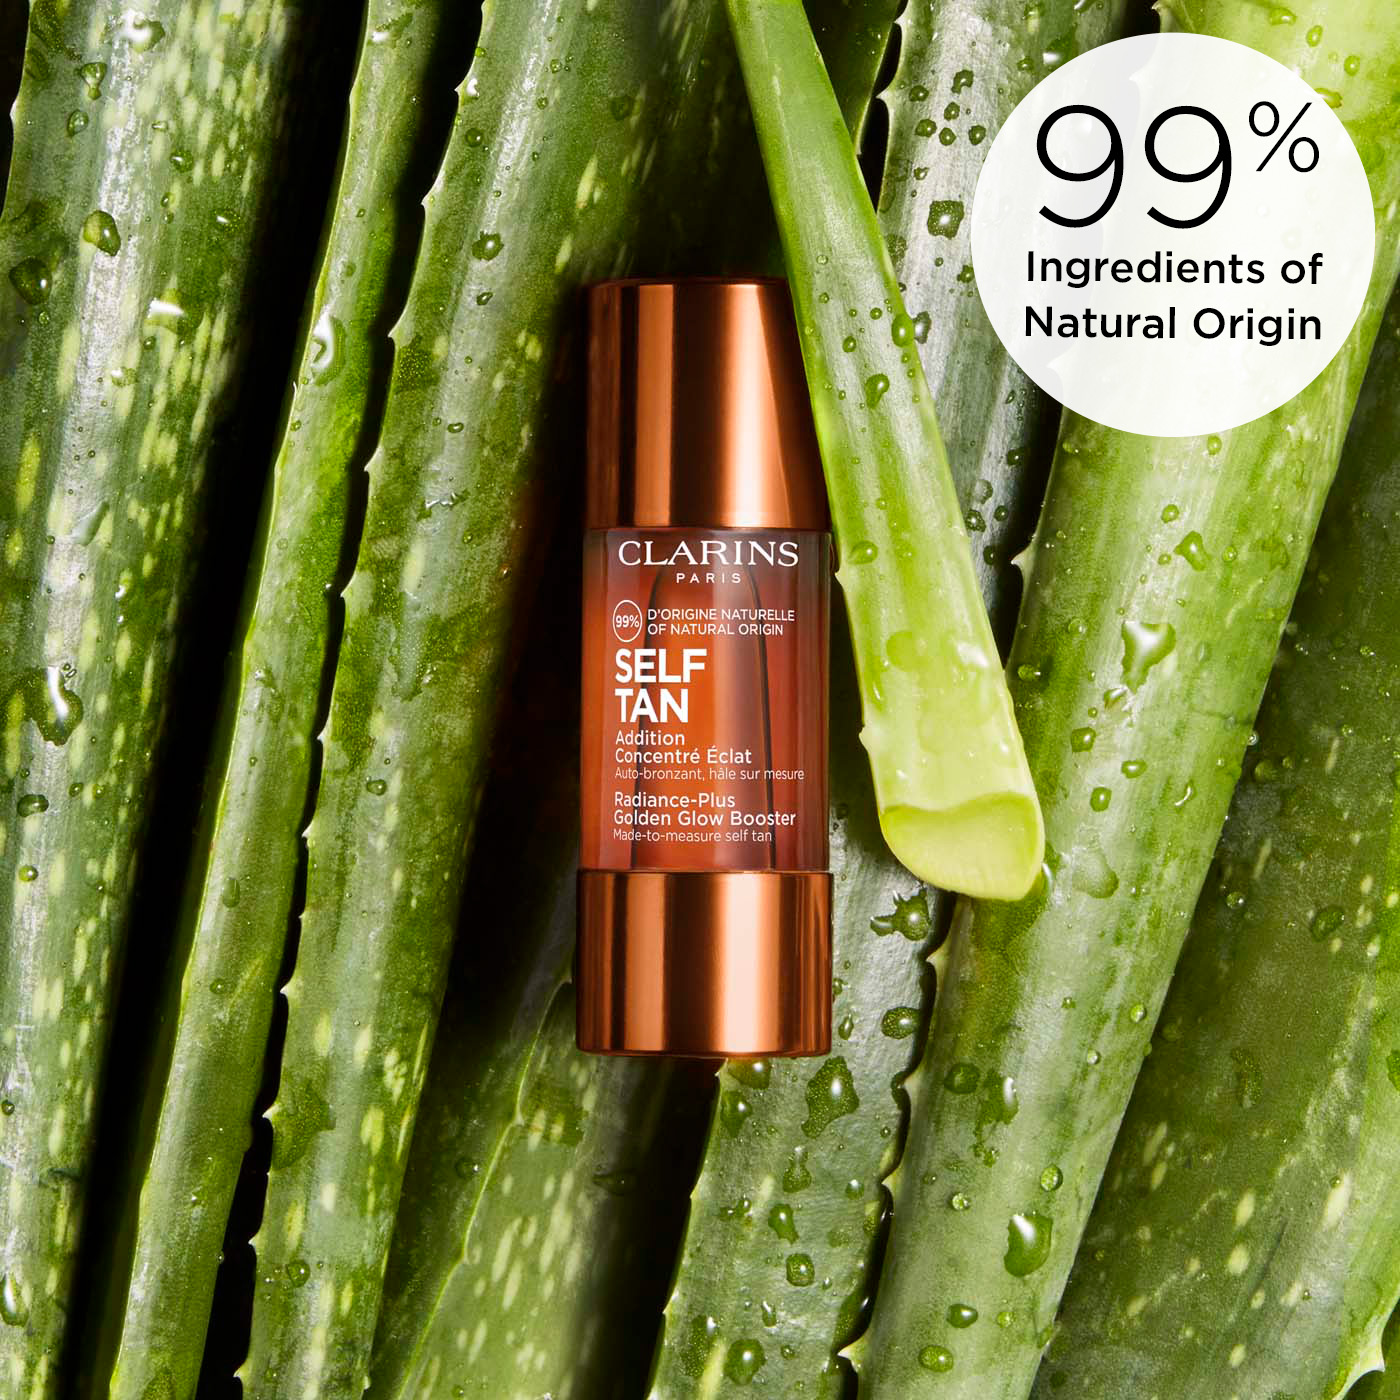 99%
Ingredients of
Natural Origin
CLARINS
PARIS
99% D'ORIGINE NATURELLE
OF NATURAL ORIGIN
SELF
TAN
Addition
Concentré Éclat
Auto-bronzant, hâle sur mesure
Radiance-Plus
Golden Glow Booster
Made-to-measure self tan